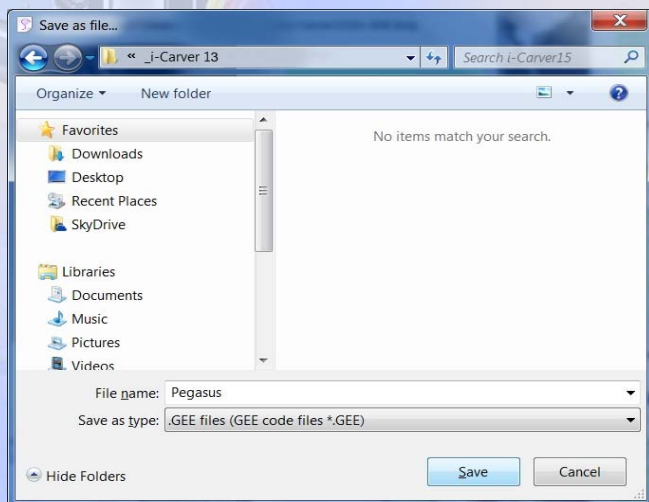 Save as file...
« _i-Carver 13
Search i-Carver15
Organize
New folder
Favorites
Downloads
Desktop
Recent Places
SkyDrive
Libraries
Documents
Music
Pictures
Videos
No items match your search.
File name: Pegasus
Save as type: .GEE files (GEE code files *.GEE)
Hide Folders
Save
Cancel